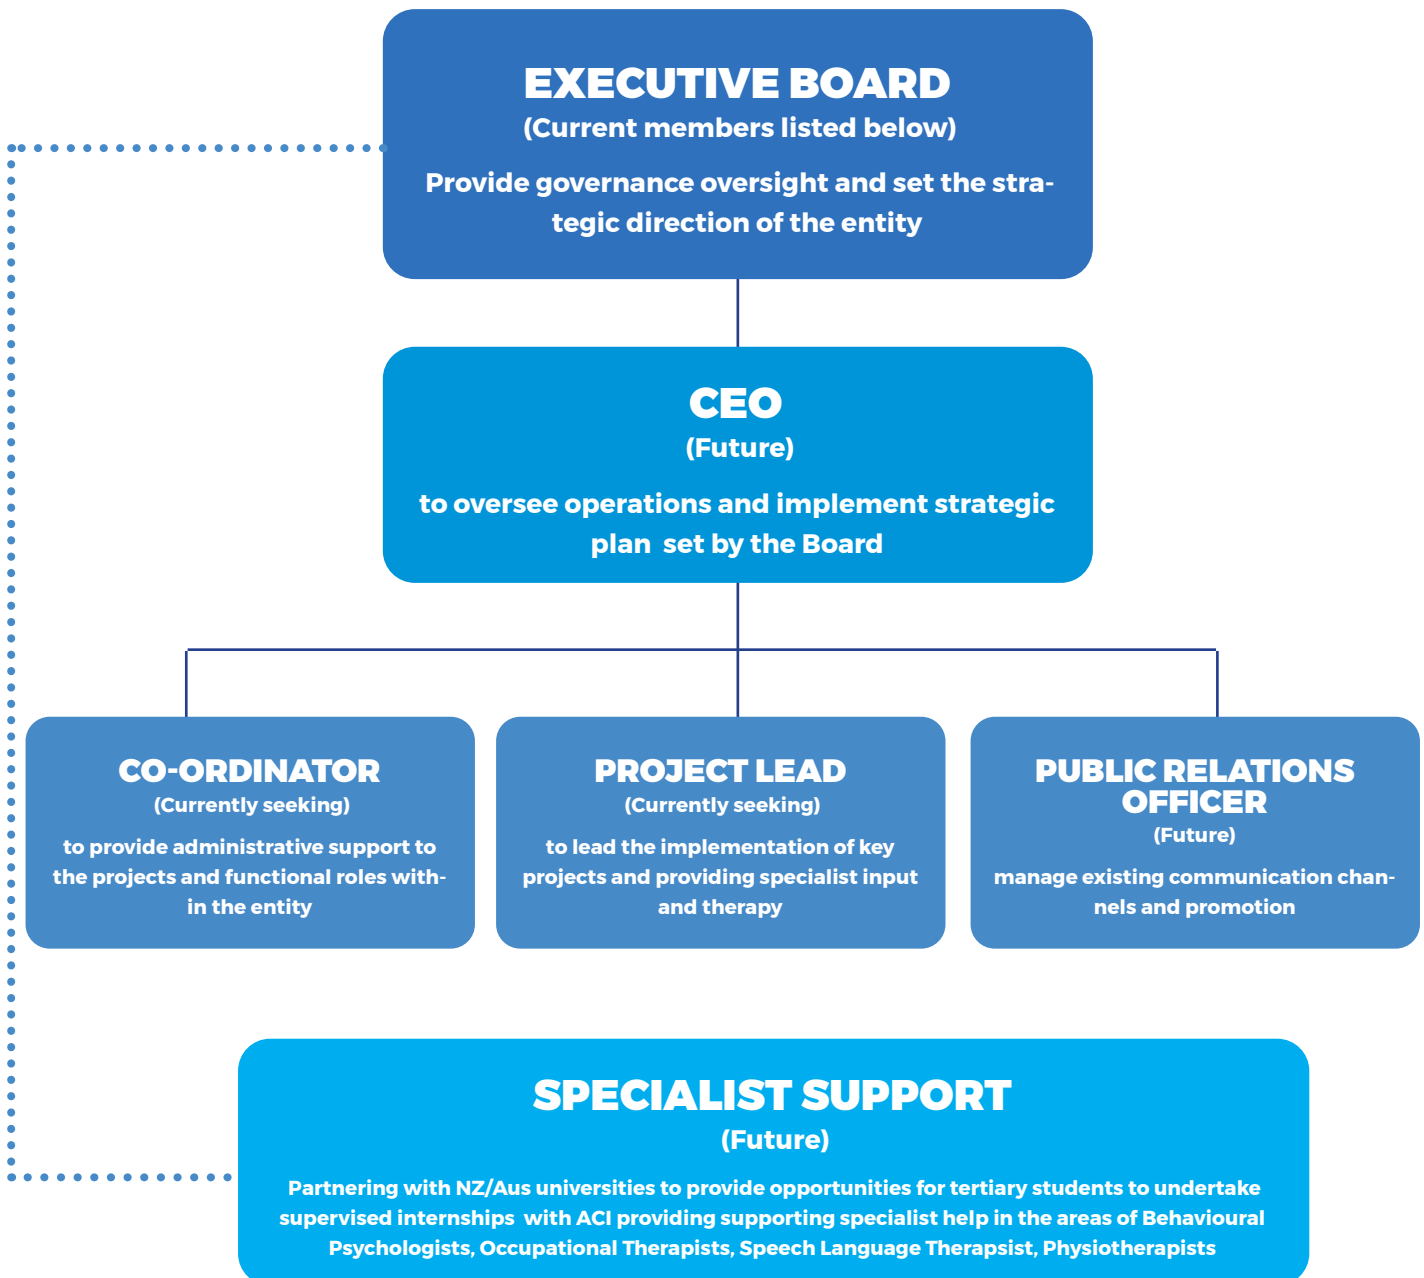 EXECUTIVE BOARD
(Current members listed below)
Provide governance oversight and set the stra-
tegic direction of the entity
CEO
(Future)
to oversee operations and implement strategic
plan  set by the Board
CO-ORDINATOR
(Currently seeking)
to provide administrative support to
the projects and functional roles with-
in the entity
PROJECT LEAD
(Currently seeking)
to lead the implementation of key
projects and providing specialist input
and therapy
PUBLIC RELATIONS
OFFICER
(Future)
manage existing communication chan-
nels and promotion
SPECIALIST SUPPORT
(Future)
Partnering with NZ/Aus universities to provide opportunities for tertiary students to undertake
supervised internships  with ACI providing supporting specialist help in the areas of Behavioural
Psychologists, Occupational Therapists, Speech Language Therapsist, Physiotherapists